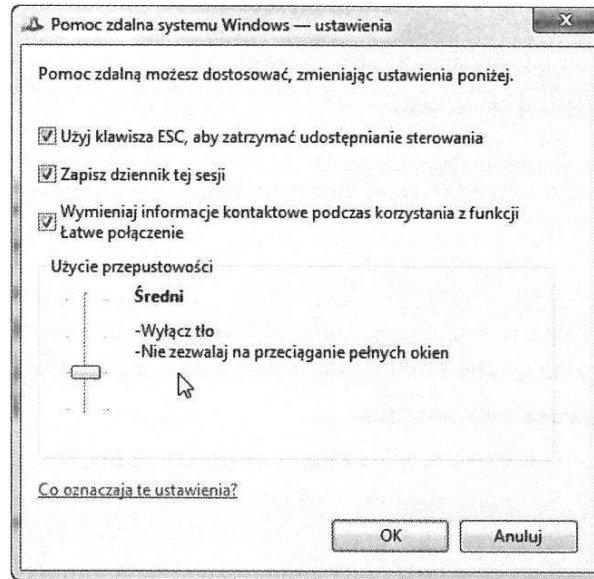 Pomoc zdalna systemu Windows — ustawienia
Pomoc zdalną możesz dostosować, zmieniając ustawienia poniżej.
Użyj klawisza ESC, aby zatrzymać udostępnianie sterowania
Zapisz dziennik tej sesji
Wymieniaj informacje kontaktowe podczas korzystania z funkcji
Łatwe połączenie
Użycie przepustowości
Średni
-Wyłącz tło
-Nie zezwalaj na przeciąganie pełnych okien
Co oznaczają te ustawienia?
OK
Anuluj